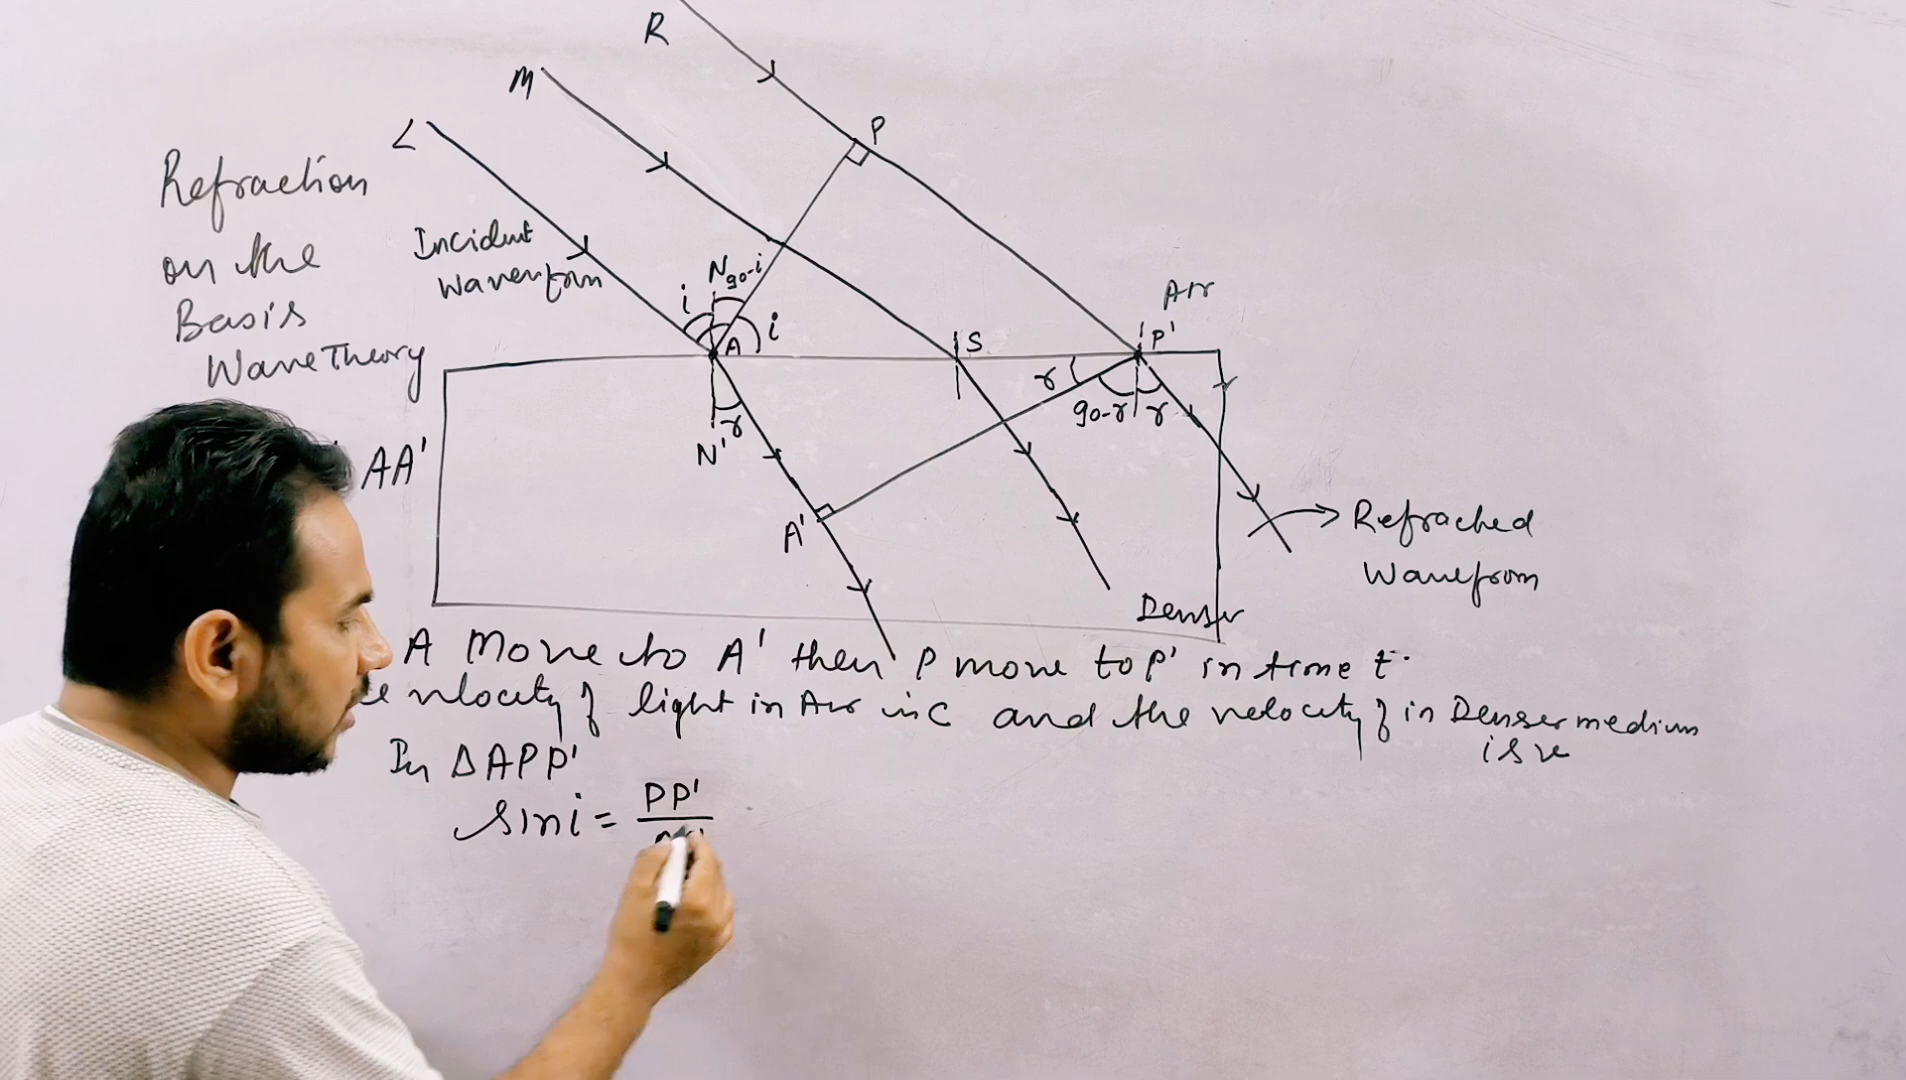 R
M
L
P
Refraction
on the
Basis
Wave Theory
Incident
Wavefron
N
90-i
i
i
A
Air
S
P'
r
90-r
r
r
N'
AA'
A'
Refrached
Wavefrom
Denser
A Move to A' then P move to P' in time t.
velocity of light in Air is C and the velocity of in Denser medium
is v
In ΔAPP'
sin i = PP'